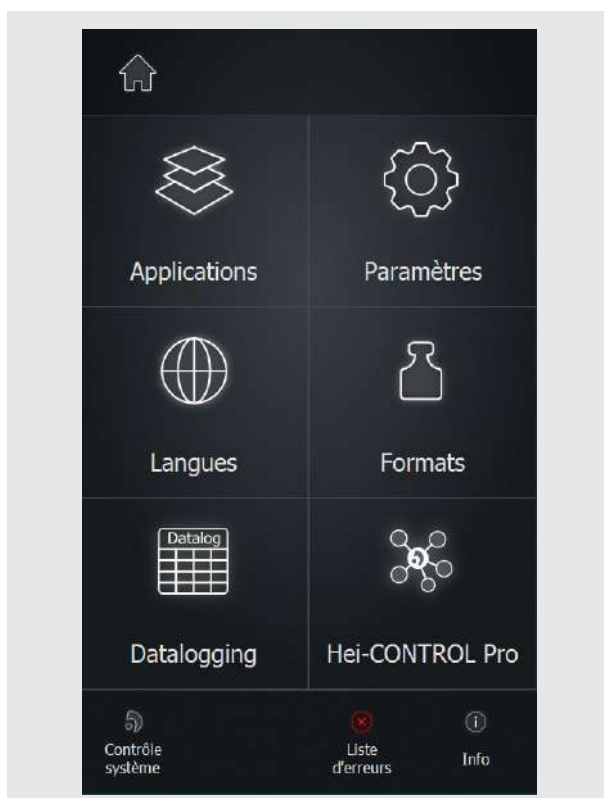 Applications
Paramètres
Langues
Formats
Datalog
Datalogging
Hei-CONTROL Pro
Contrôle
système
Liste
d'erreurs
Info